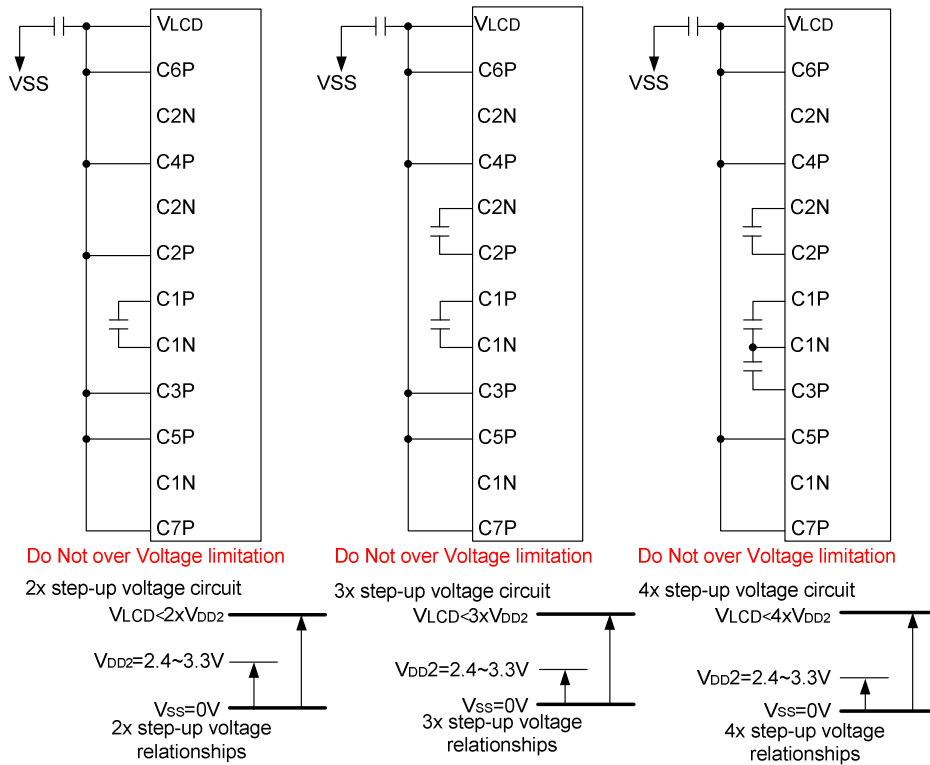 VLCD
VSS
C6P
C2N
C4P
C2N
C2P
C1P
C1N
C3P
C5P
C1N
C7P
Do Not over Voltage limitation
2x step-up voltage circuit
VLCD<2xVDD2
VDD2=2.4~3.3V
VSS=0V
2x step-up voltage
relationships
VLCD
VSS
C6P
C2N
C4P
C2N
C2P
C1P
C1N
C3P
C5P
C1N
C7P
Do Not over Voltage limitation
3x step-up voltage circuit
VLCD<3xVDD2
VDD2=2.4~3.3V
VSS=0V
3x step-up voltage
relationships
VLCD
VSS
C6P
C2N
C4P
C2N
C2P
C1P
C1N
C3P
C5P
C1N
C7P
Do Not over Voltage limitation
4x step-up voltage circuit
VLCD<4xVDD2
VDD2=2.4~3.3V
VSS=0V
4x step-up voltage
relationships